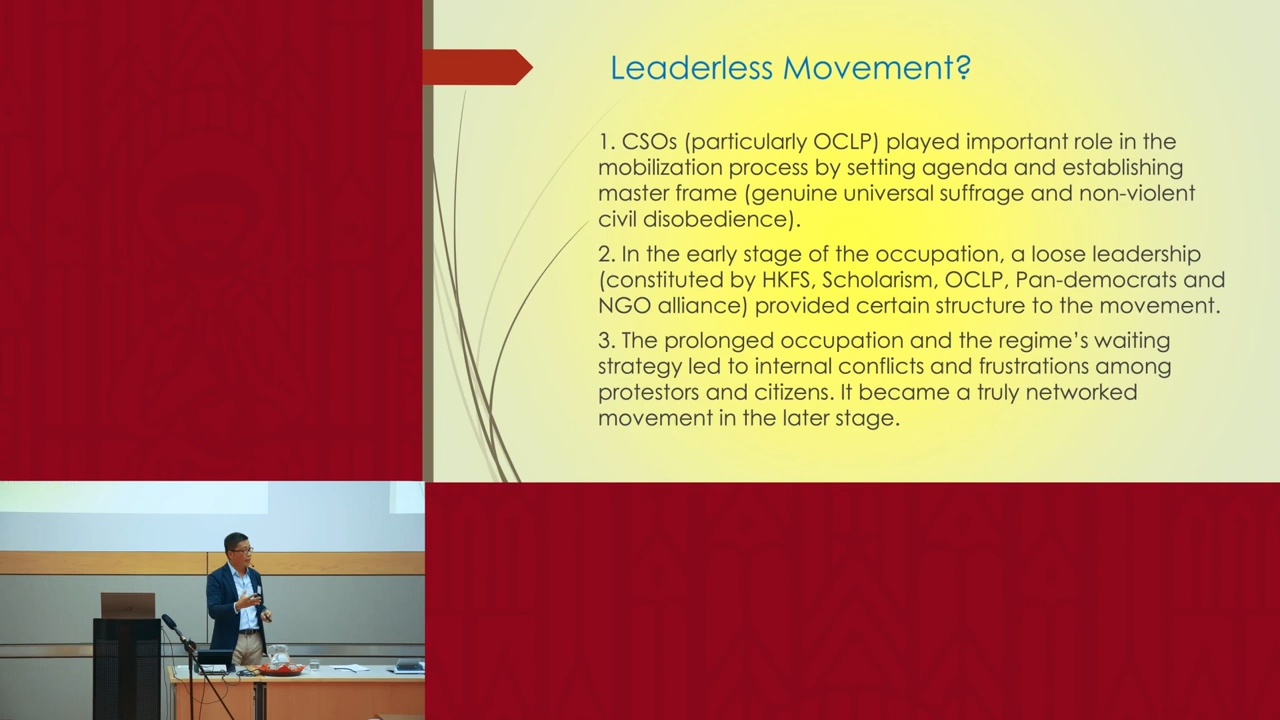 Leaderless Movement?
1. CSOs (particularly OCLP) played important role in the
mobilization process by setting agenda and establishing
master frame (genuine universal suffrage and non-violent
civil disobedience).
2. In the early stage of the occupation, a loose leadership
(constituted by HKFS, Scholarism, OCLP, Pan-democrats and
NGO alliance) provided certain structure to the movement.
3. The prolonged occupation and the regime’s waiting
strategy led to internal conflicts and frustrations among
protestors and citizens. It became a truly networked
movement in the later stage.